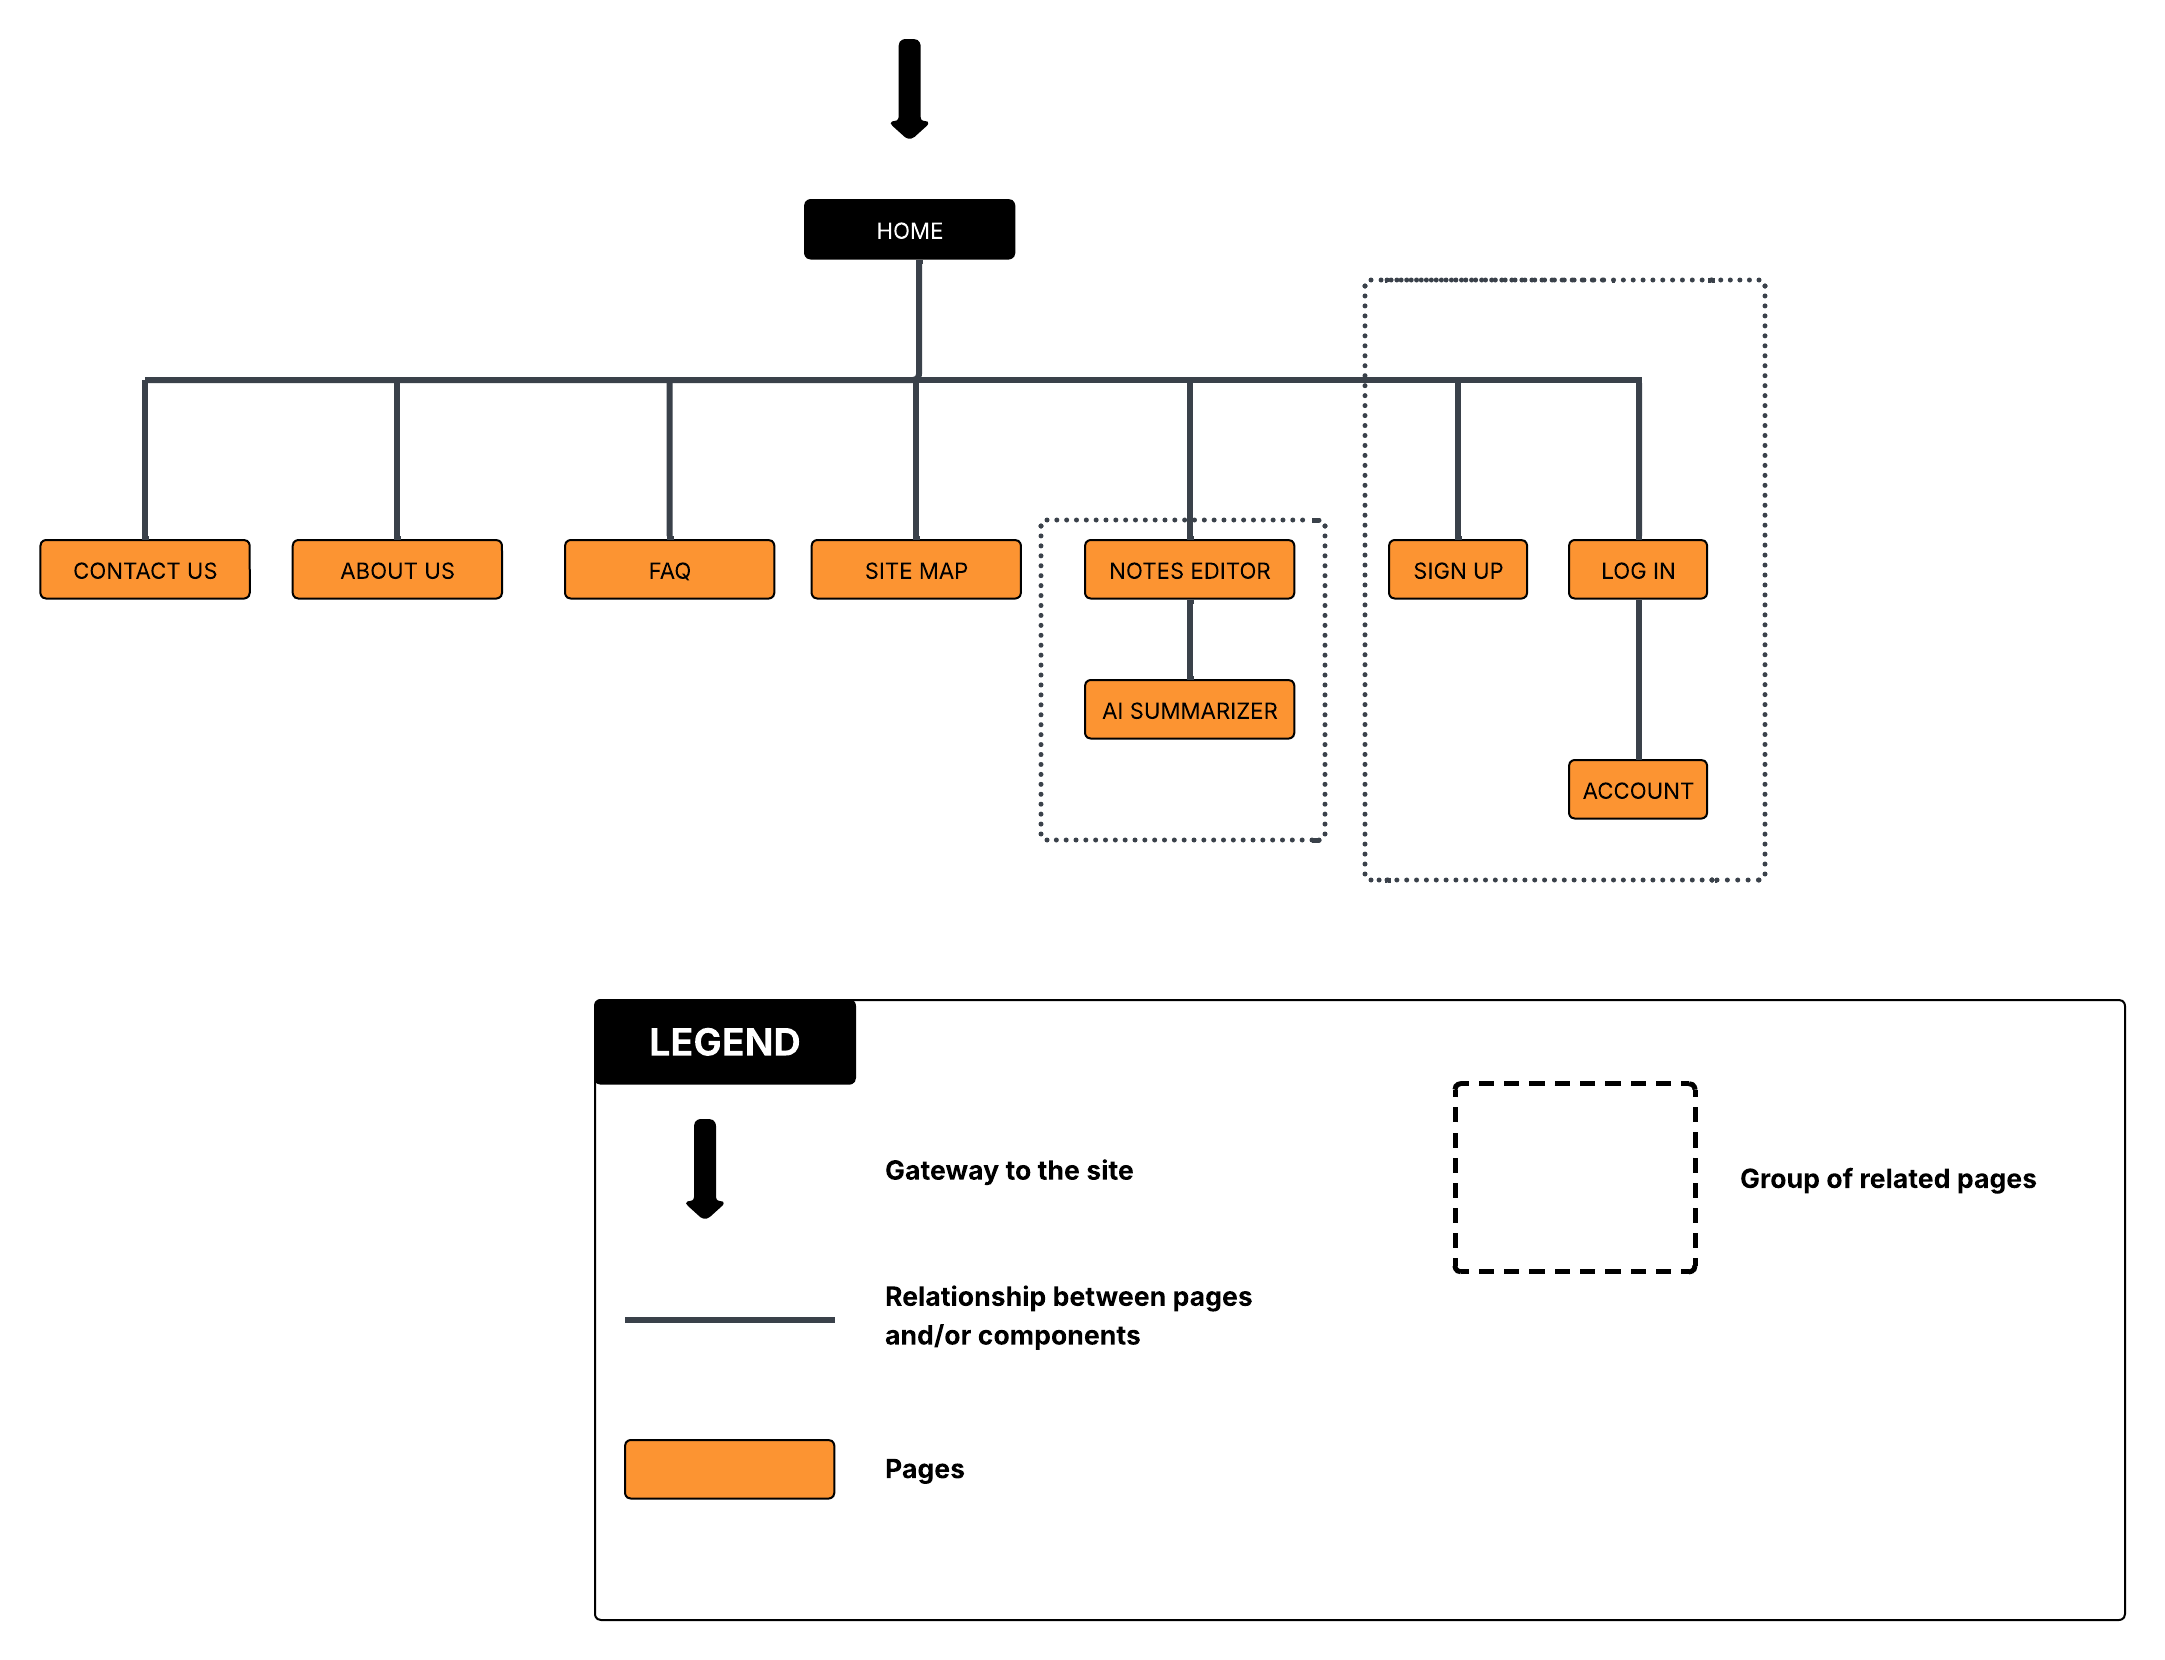 HOME
CONTACT US
ABOUT US
FAQ
SITE MAP
NOTES EDITOR
SIGN UP
LOG IN
AI SUMMARIZER
ACCOUNT
LEGEND
Gateway to the site
Group of related pages
Relationship between pages
and/or components
Pages